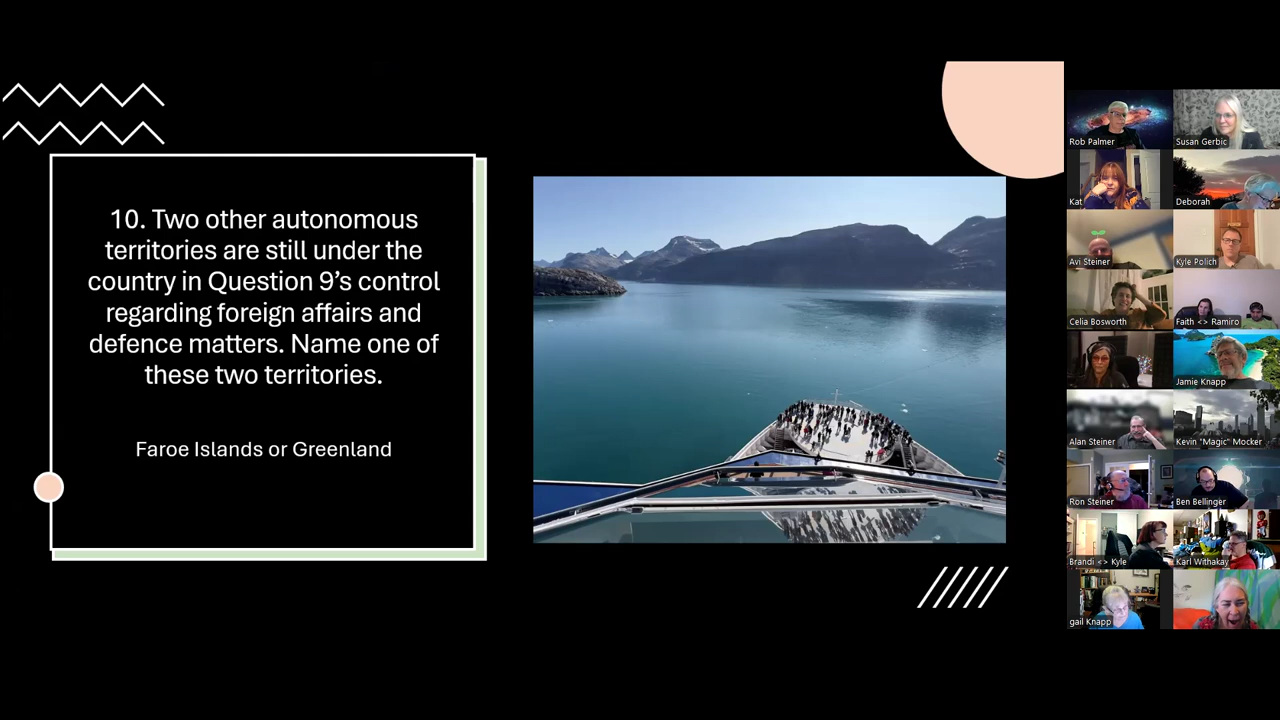 10. Two other autonomous
territories are still under the
country in Question 9’s control
regarding foreign affairs and
defence matters. Name one of
these two territories.
Faroe Islands or Greenland
Rob Palmer
Susan Gerbic
Kat
Deborah
Avi Steiner
Kyle Polich
Celia Bosworth
Faith <> Ramiro
Jamie Knapp
Alan Steiner
Kevin "Magic" Mocker
Ron Steiner
Ben Bellinger
Brandi <> Kyle
Karl Withakay
gail Knapp